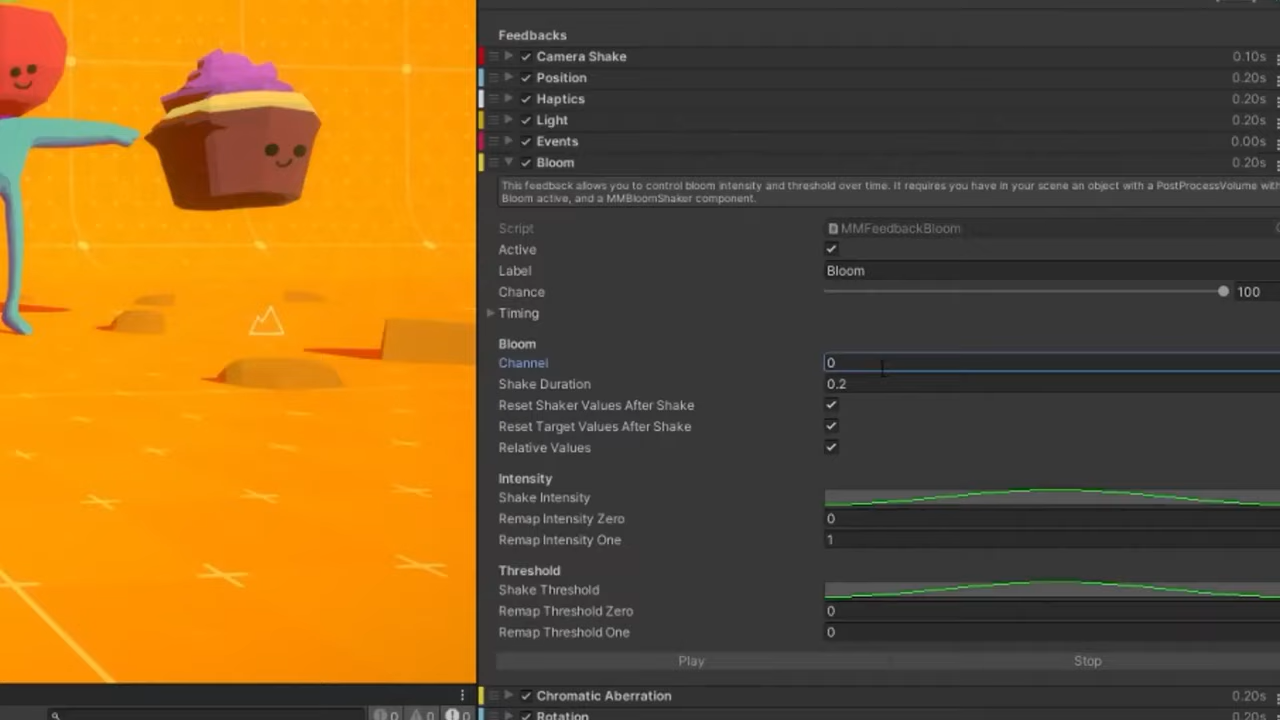 Feedbacks
Camera Shake 0.10s
Position 0.20s
Haptics 0.20s
Light 0.20s
Events 0.00s
Bloom 0.20s
This feedback allows you to control bloom intensity and threshold over time. It requires you have in your scene an object with a PostProcessVolume with
Bloom active, and a MMBloomShaker component.
Script MMFeedbackBloom
Active
Label Bloom
Chance 100
Timing
Bloom
Channel 0
Shake Duration 0.2
Reset Shaker Values After Shake
Reset Target Values After Shake
Relative Values
Intensity
Shake Intensity
Remap Intensity Zero 0
Remap Intensity One 1
Threshold
Shake Threshold
Remap Threshold Zero 0
Remap Threshold One 0
Play Stop
Chromatic Aberration 0.20s
Rotation 0.20s
0 0 0